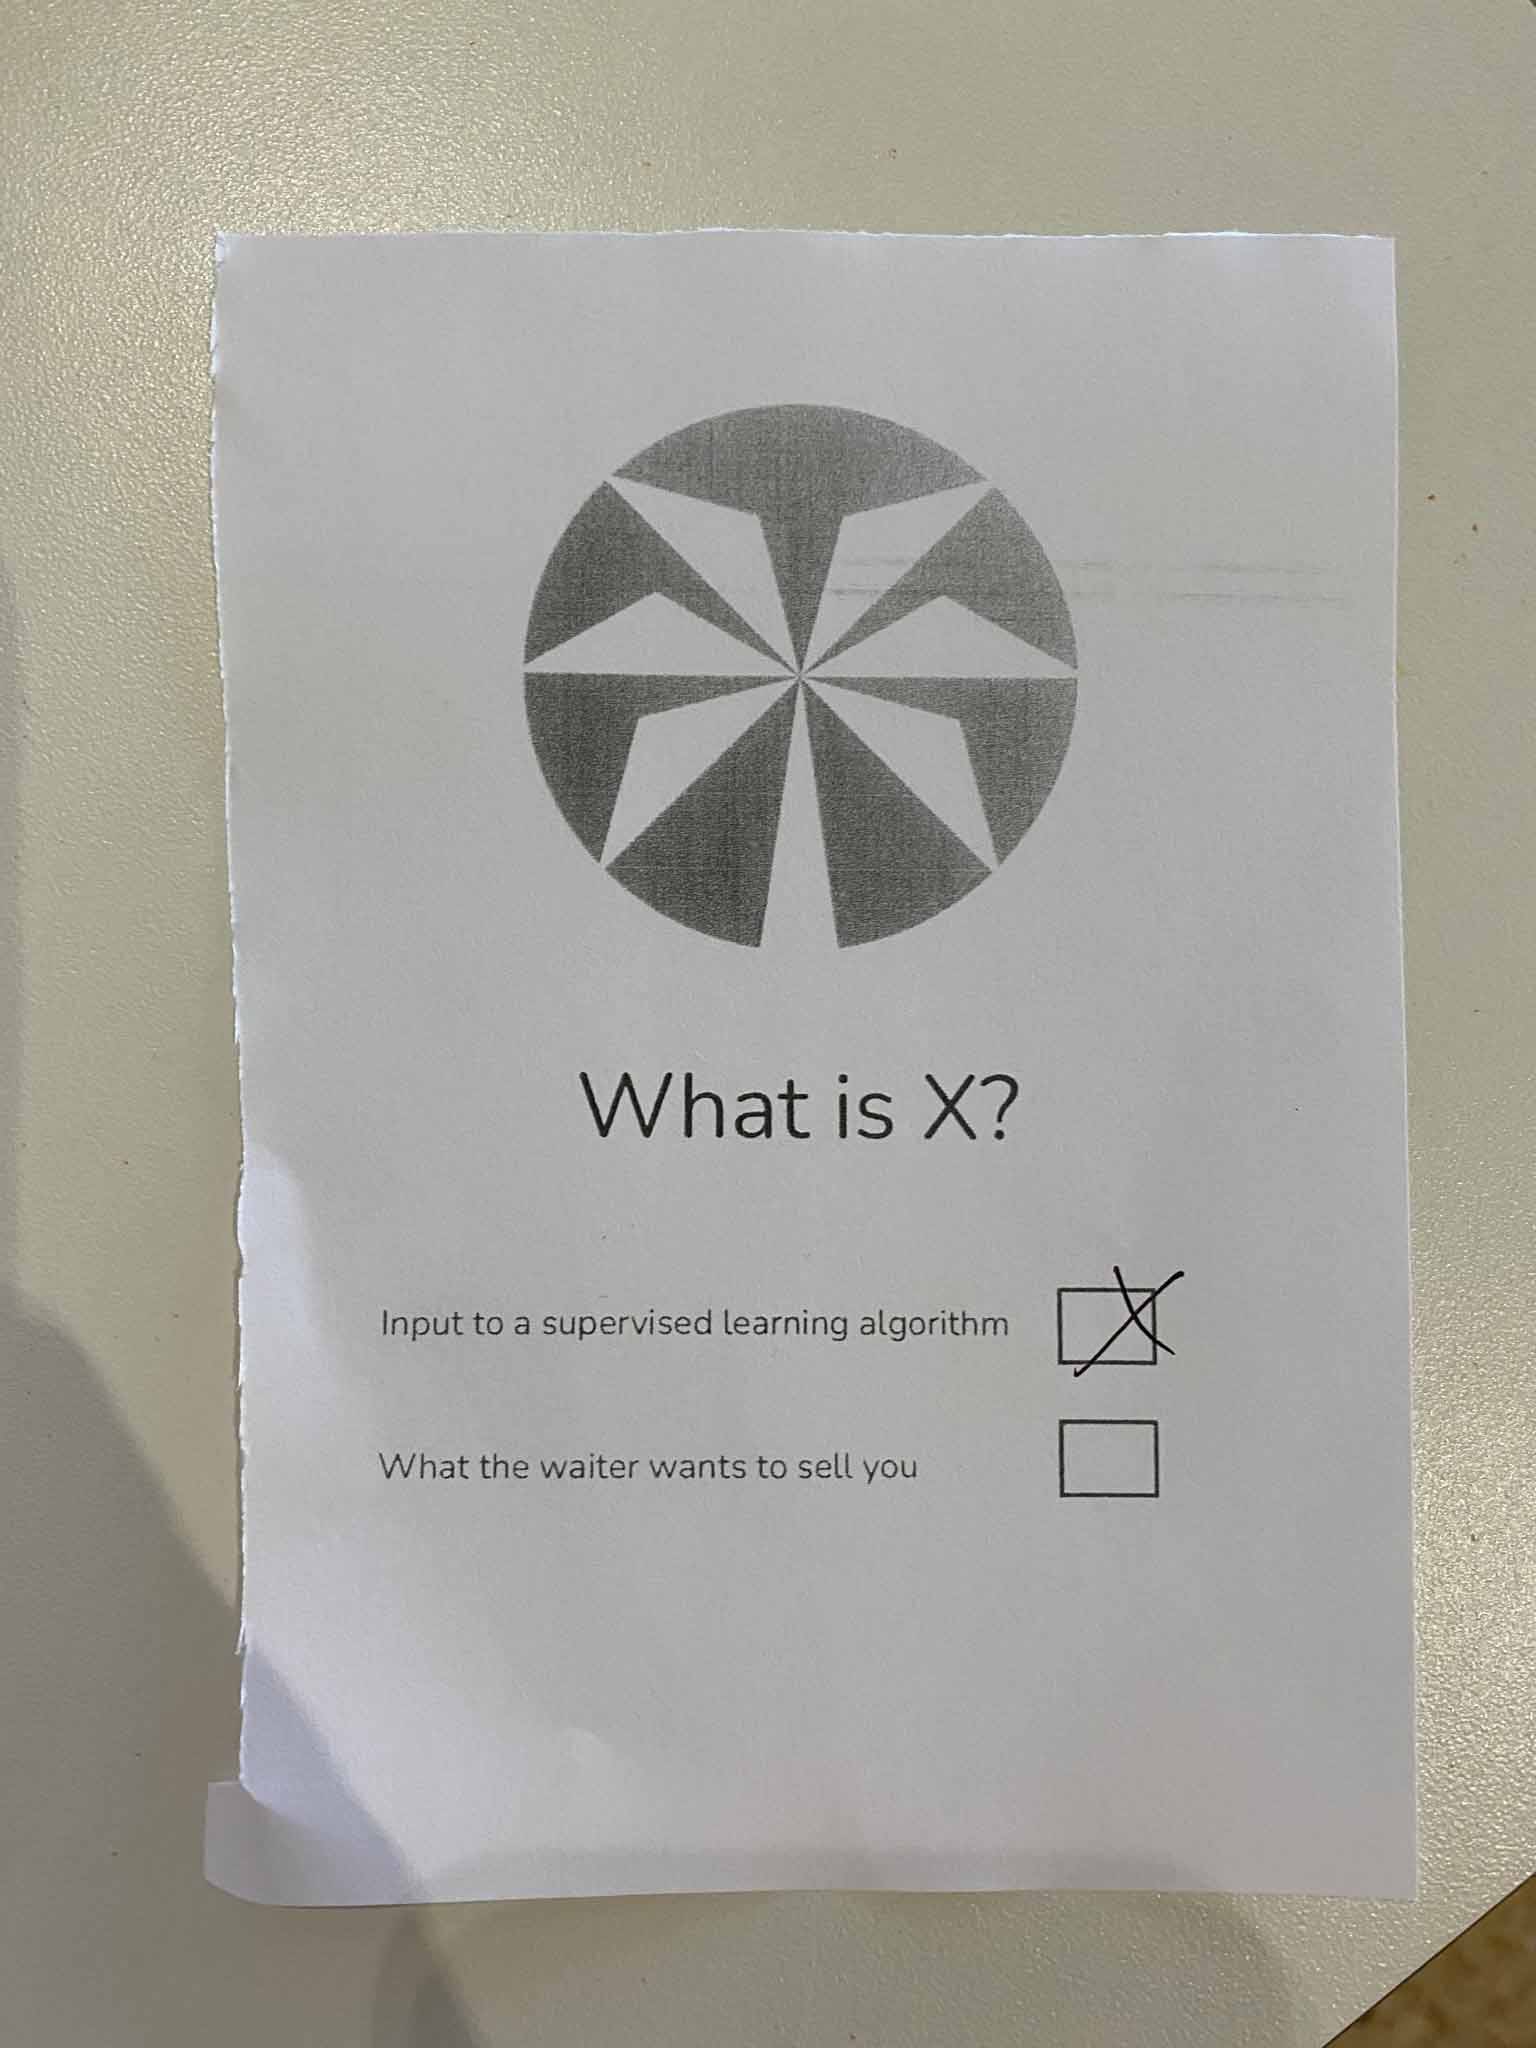 What is X?
Input to a supervised learning algorithm
What the waiter wants to sell you